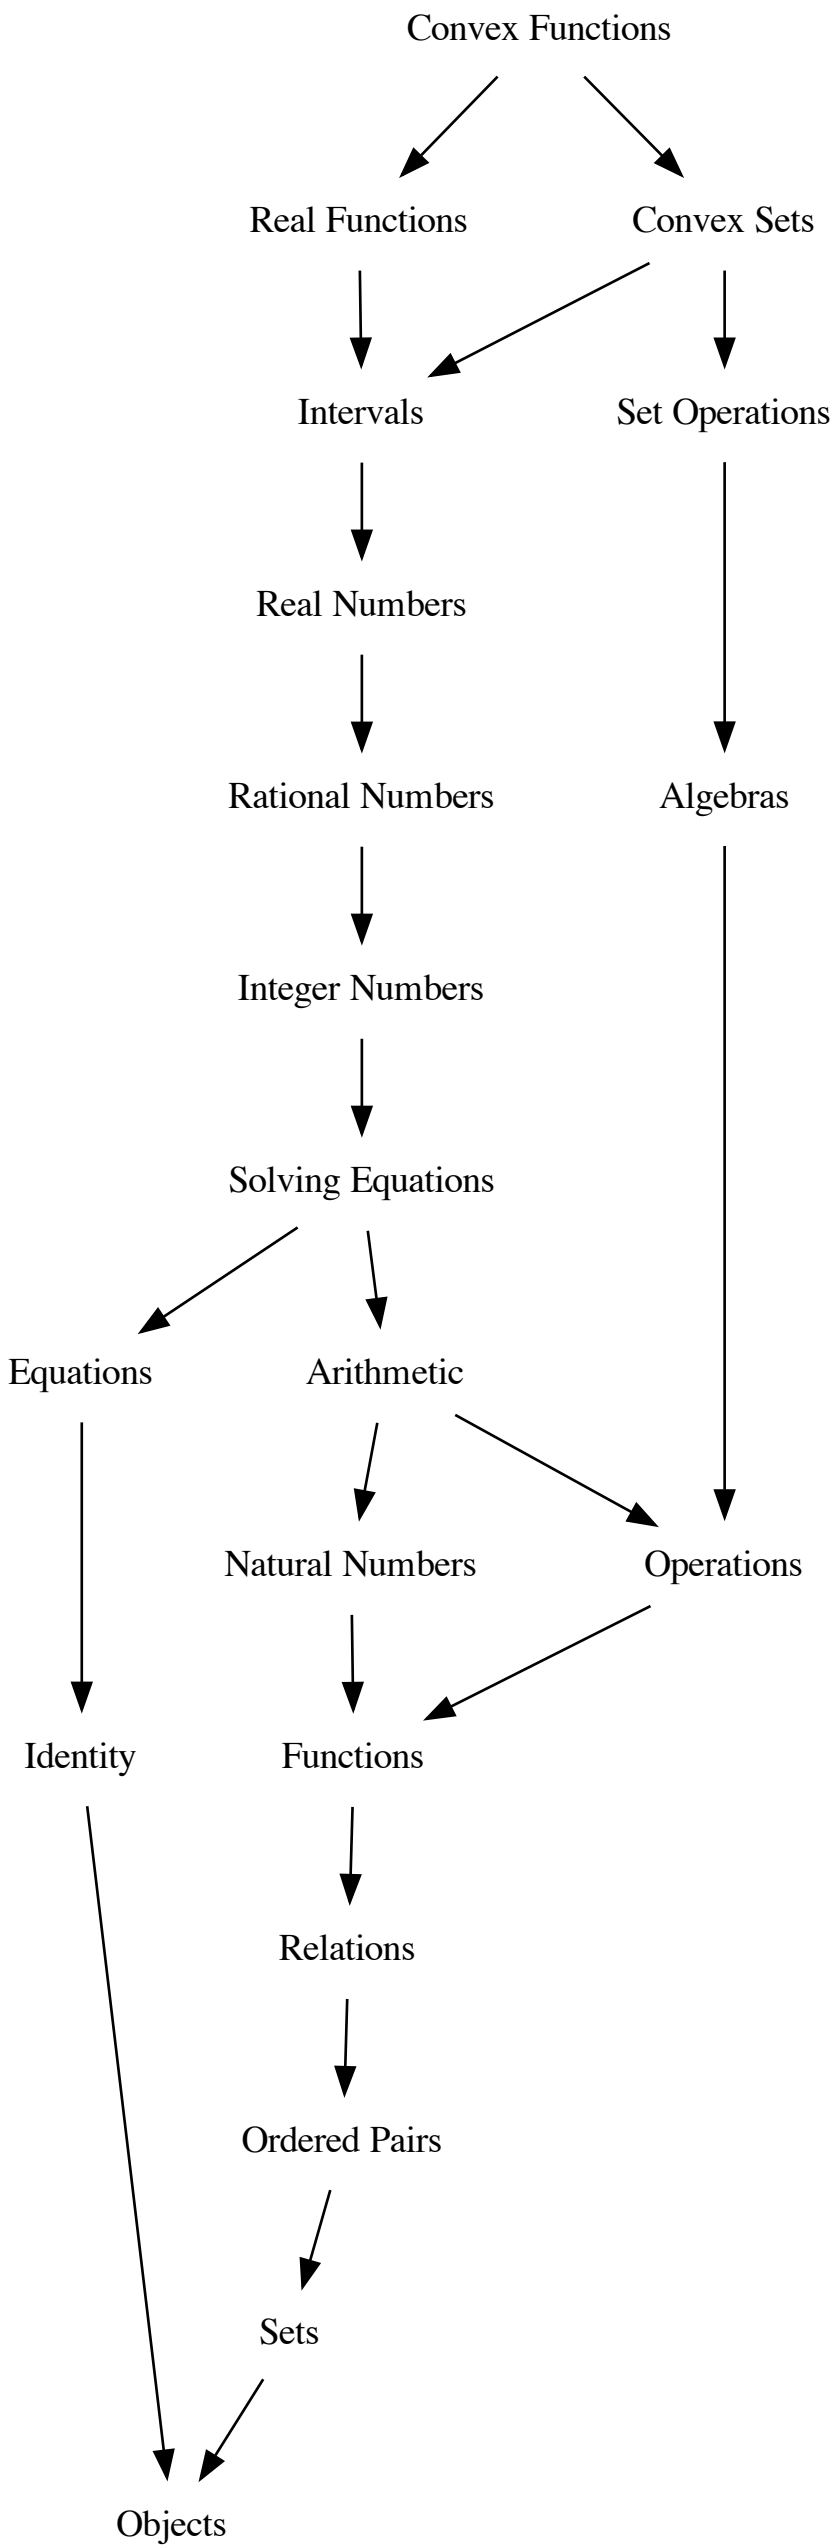 Convex Functions
Real Functions
Convex Sets
Intervals
Set Operations
Real Numbers
Rational Numbers
Algebras
Integer Numbers
Solving Equations
Equations
Arithmetic
Natural Numbers
Operations
Identity
Functions
Relations
Ordered Pairs
Sets
Objects